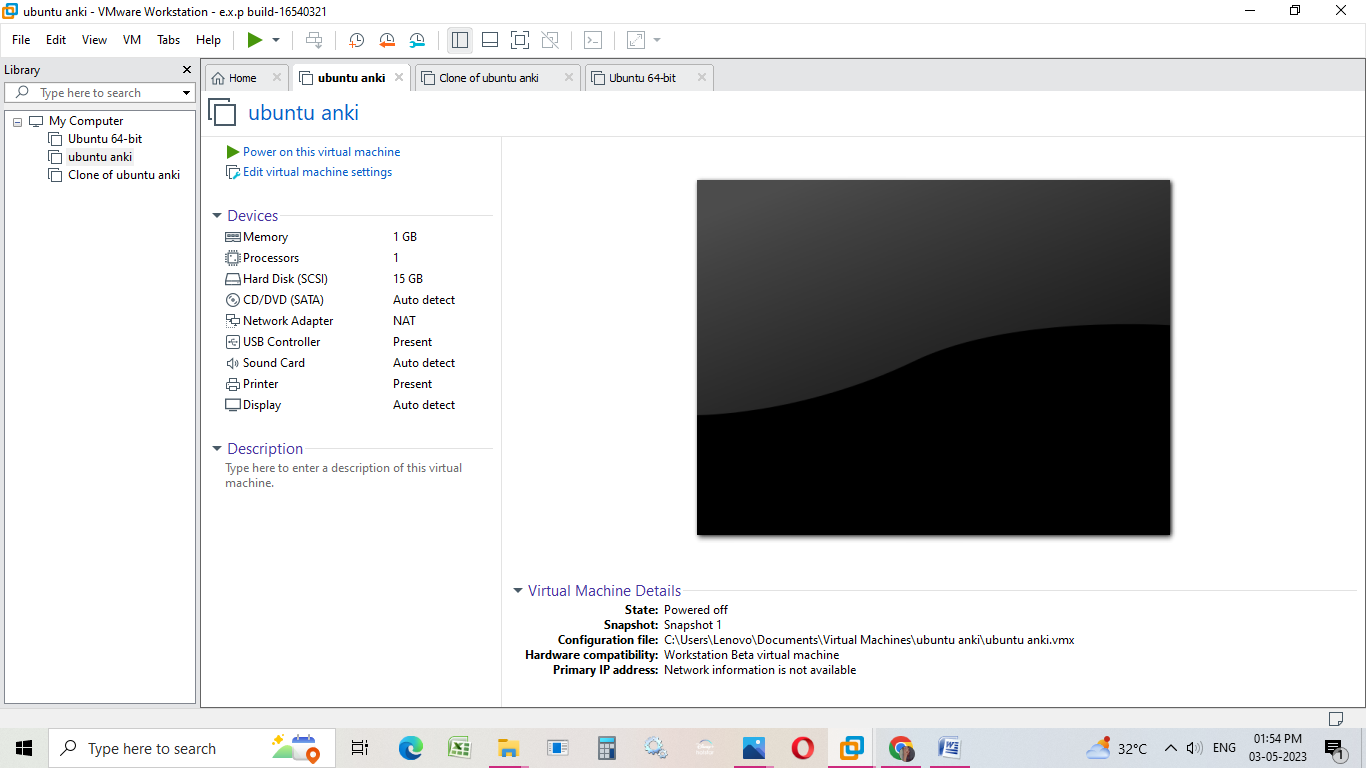 ubuntu anki - VMware Workstation - e.x.p build-16540321
File Edit View VM Tabs Help
Library
Type here to search
My Computer
Ubuntu 64-bit
ubuntu anki
Clone of ubuntu anki
Home
ubuntu anki
Clone of ubuntu anki
Ubuntu 64-bit
ubuntu anki
Power on this virtual machine
Edit virtual machine settings
Devices
Memory 1 GB
Processors 1
Hard Disk (SCSI) 15 GB
CD/DVD (SATA) Auto detect
Network Adapter NAT
USB Controller Present
Sound Card Auto detect
Printer Present
Display Auto detect
Description
Type here to enter a description of this virtual
machine.
Virtual Machine Details
State: Powered off
Snapshot: Snapshot 1
Configuration file: C:\Users\Lenovo\Documents\Virtual Machines\ubuntu anki\ubuntu anki.vmx
Hardware compatibility: Workstation Beta virtual machine
Primary IP address: Network information is not available
Type here to search
32°C
ENG
01:54 PM
03-05-2023
1